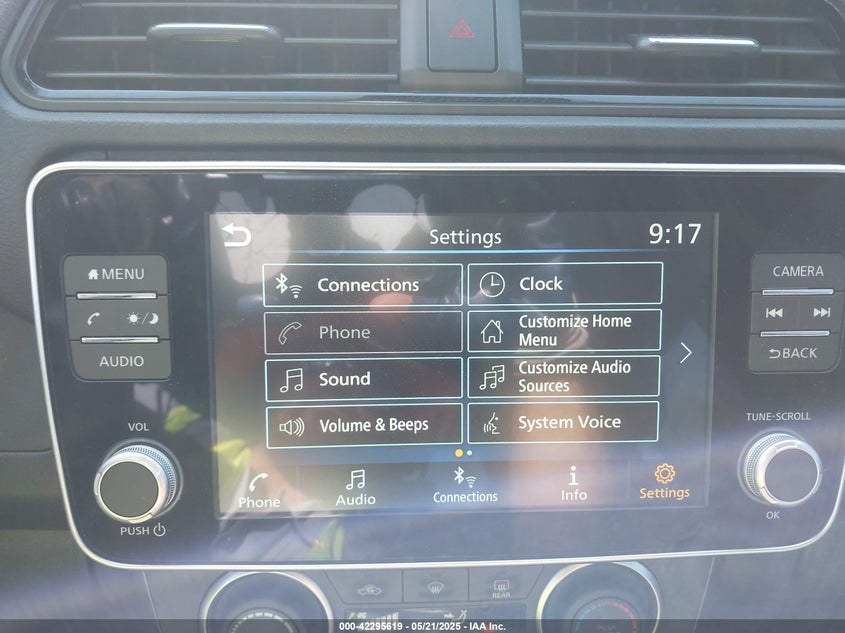 Settings
9:17
MENU
AUDIO
VOL
PUSH
Connections
Clock
Phone
Customize Home
Menu
Sound
Customize Audio
Sources
Volume & Beeps
System Voice
Phone
Audio
Connections
Info
Settings
CAMERA
BACK
TUNE·SCROLL
OK
REAR
PUSH
000-42295619 - 05/21/2025 - IAA Inc.